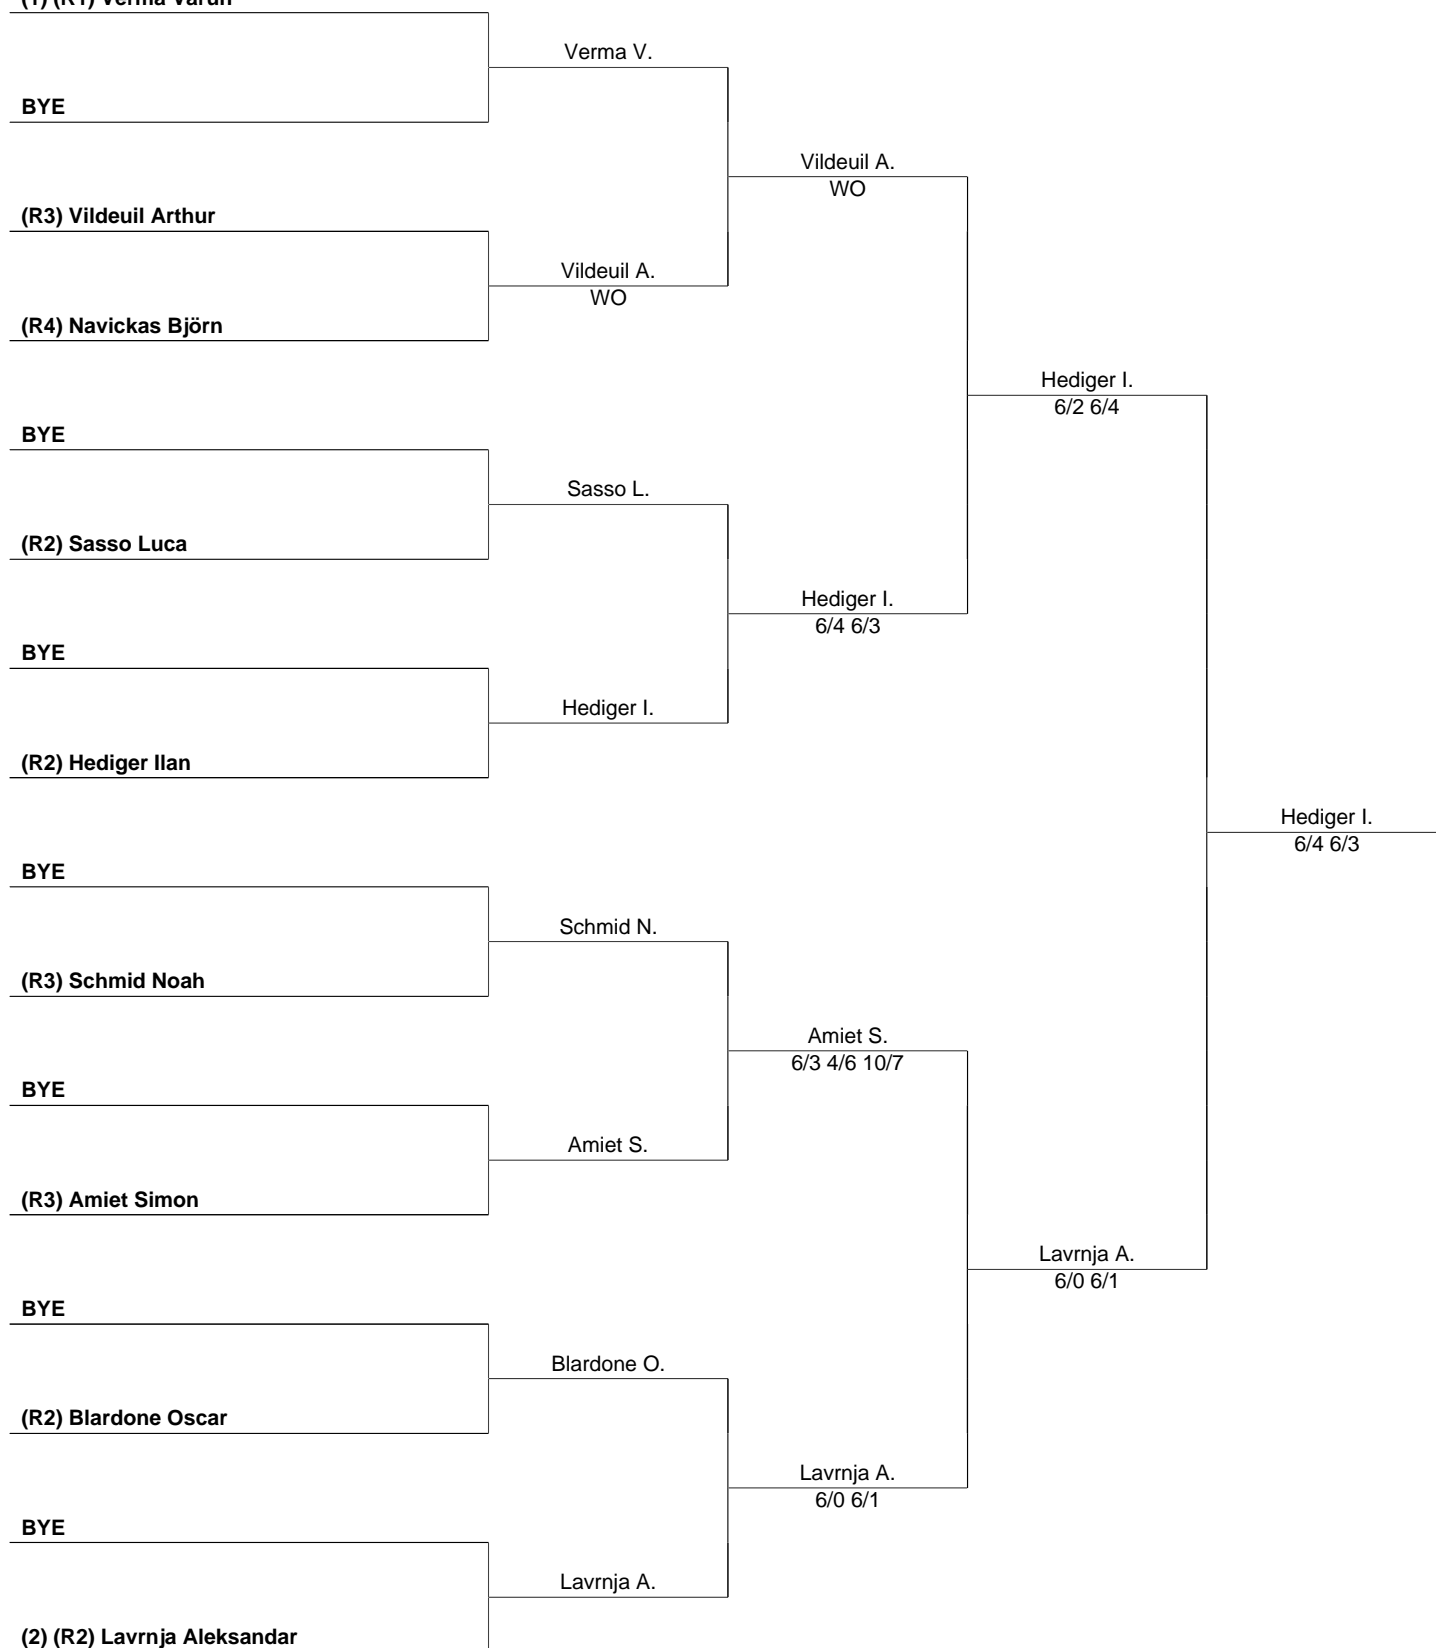 (1) (R1) Verma Varun
Verma V.
BYE
Vildeuil A.
WO
(R3) Vildeuil Arthur
Vildeuil A.
WO
(R4) Navickas Björn
Hediger I.
6/2 6/4
BYE
Sasso L.
(R2) Sasso Luca
Hediger I.
6/4 6/3
BYE
Hediger I.
(R2) Hediger Ilan
Hediger I.
6/4 6/3
BYE
Schmid N.
(R3) Schmid Noah
Amiet S.
6/3 4/6 10/7
BYE
Amiet S.
(R3) Amiet Simon
Lavrnja A.
6/0 6/1
BYE
Blardone O.
(R2) Blardone Oscar
Lavrnja A.
6/0 6/1
BYE
Lavrnja A.
(2) (R2) Lavrnja Aleksandar